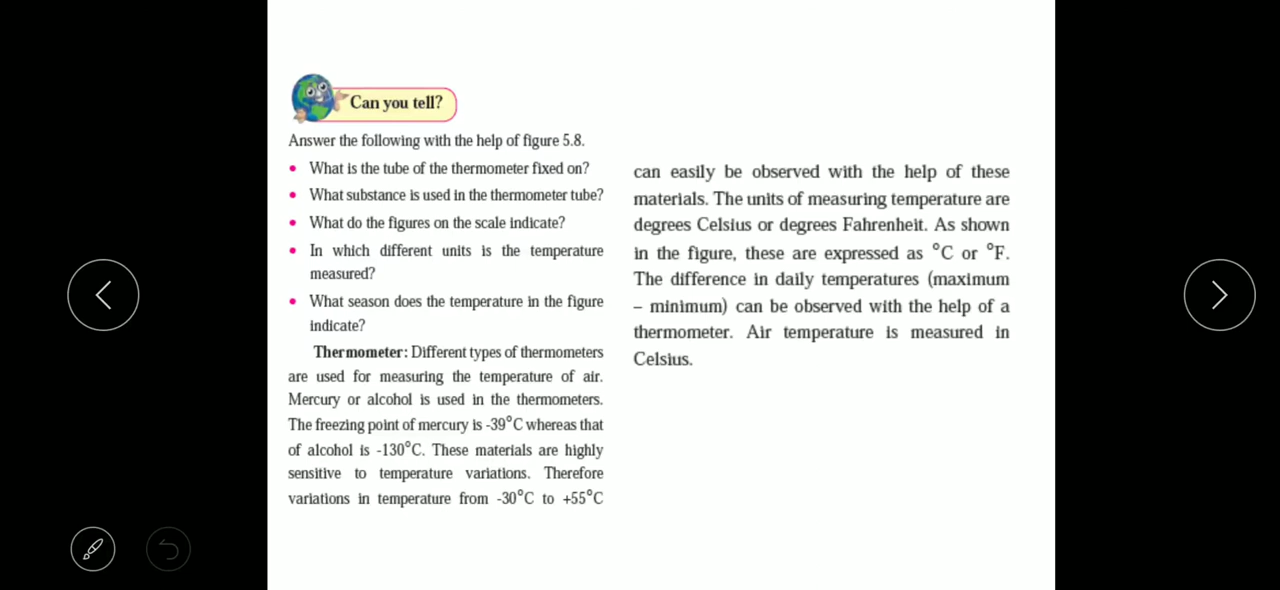 Can you tell?
Answer the following with the help of figure 5.8.
• What is the tube of the thermometer fixed on?
• What substance is used in the thermometer tube?
• What do the figures on the scale indicate?
• In which different units is the temperature
measured?
• What season does the temperature in the figure
indicate?
Thermometer: Different types of thermometers
are used for measuring the temperature of air.
Mercury or alcohol is used in the thermometers.
The freezing point of mercury is -39°C whereas that
of alcohol is -130°C. These materials are highly
sensitive to temperature variations. Therefore
variations in temperature from -30°C to +55°C
can easily be observed with the help of these
materials. The units of measuring temperature are
degrees Celsius or degrees Fahrenheit. As shown
in the figure, these are expressed as °C or °F.
The difference in daily temperatures (maximum
– minimum) can be observed with the help of a
thermometer. Air temperature is measured in
Celsius.